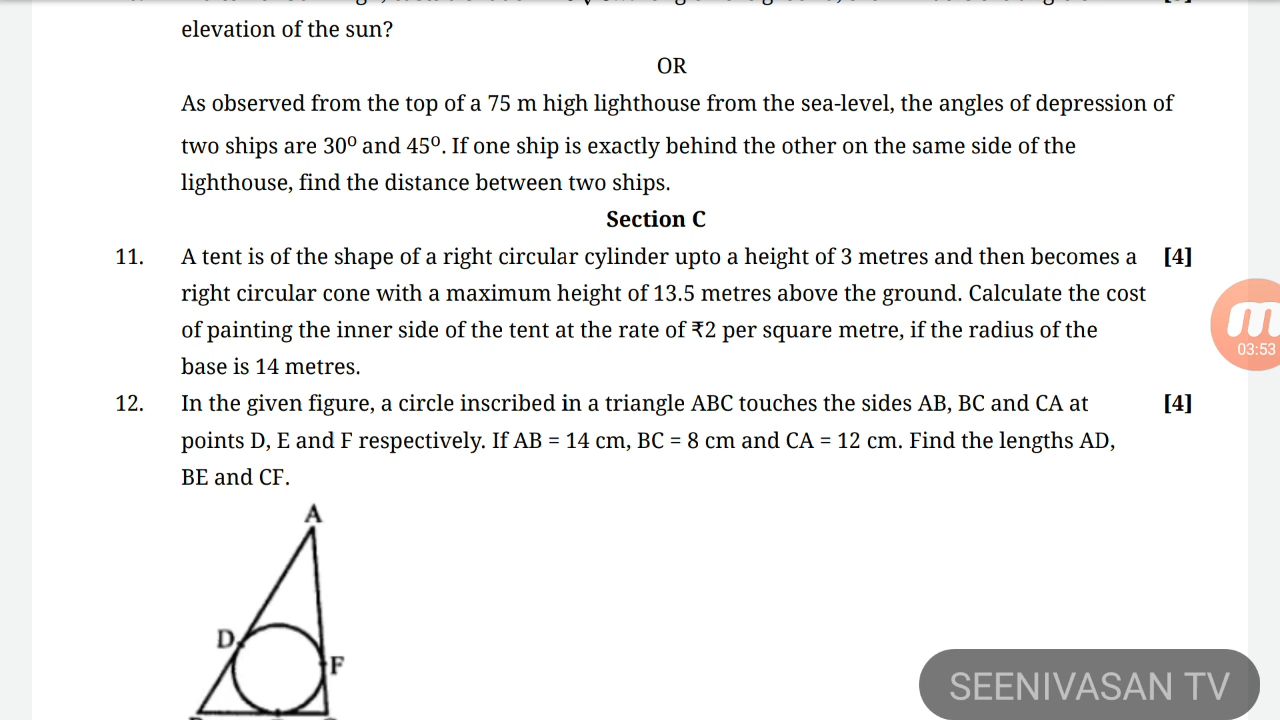 elevation of the sun?
OR
As observed from the top of a 75 m high lighthouse from the sea-level, the angles of depression of
two ships are 30⁰ and 45⁰. If one ship is exactly behind the other on the same side of the
lighthouse, find the distance between two ships.
Section C
11. A tent is of the shape of a right circular cylinder upto a height of 3 metres and then becomes a [4]
right circular cone with a maximum height of 13.5 metres above the ground. Calculate the cost
of painting the inner side of the tent at the rate of ₹2 per square metre, if the radius of the
base is 14 metres.
12. In the given figure, a circle inscribed in a triangle ABC touches the sides AB, BC and CA at [4]
points D, E and F respectively. If AB = 14 cm, BC = 8 cm and CA = 12 cm. Find the lengths AD,
BE and CF.
A
D
F
03:53
SEENIVASAN TV